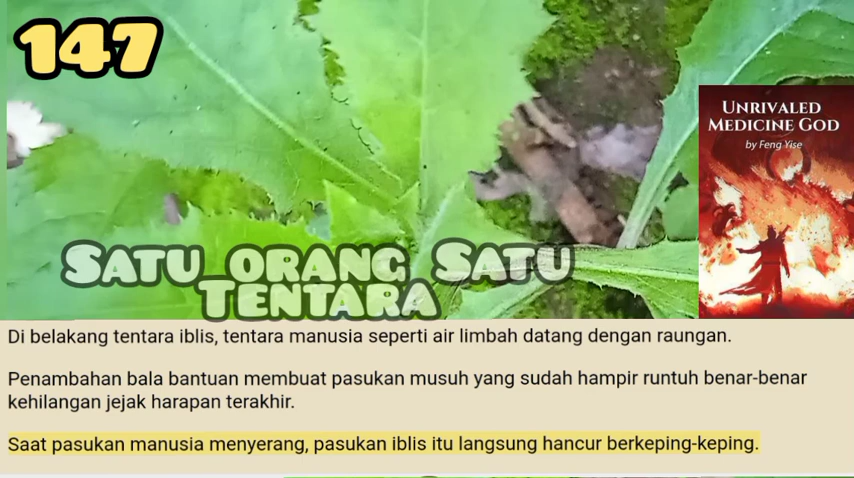 147
UNRIVALED
MEDICINE GOD
by Feng Yise
SATU ORANG SATU
TENTARA
Di belakang tentara iblis, tentara manusia seperti air limbah datang dengan raungan.
Penambahan bala bantuan membuat pasukan musuh yang sudah hampir runtuh benar-benar
kehilangan jejak harapan terakhir.
Saat pasukan manusia menyerang, pasukan iblis itu langsung hancur berkeping-keping.